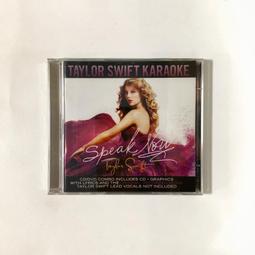 TAYLOR SWIFT KARAOKE
Speak Now
Taylor Swift
CD/DVD COMBO INCLUDES CD + GRAPHICS
WITH LYRICS AND THE
TAYLOR SWIFT LEAD VOCALS NOT INCLUDED